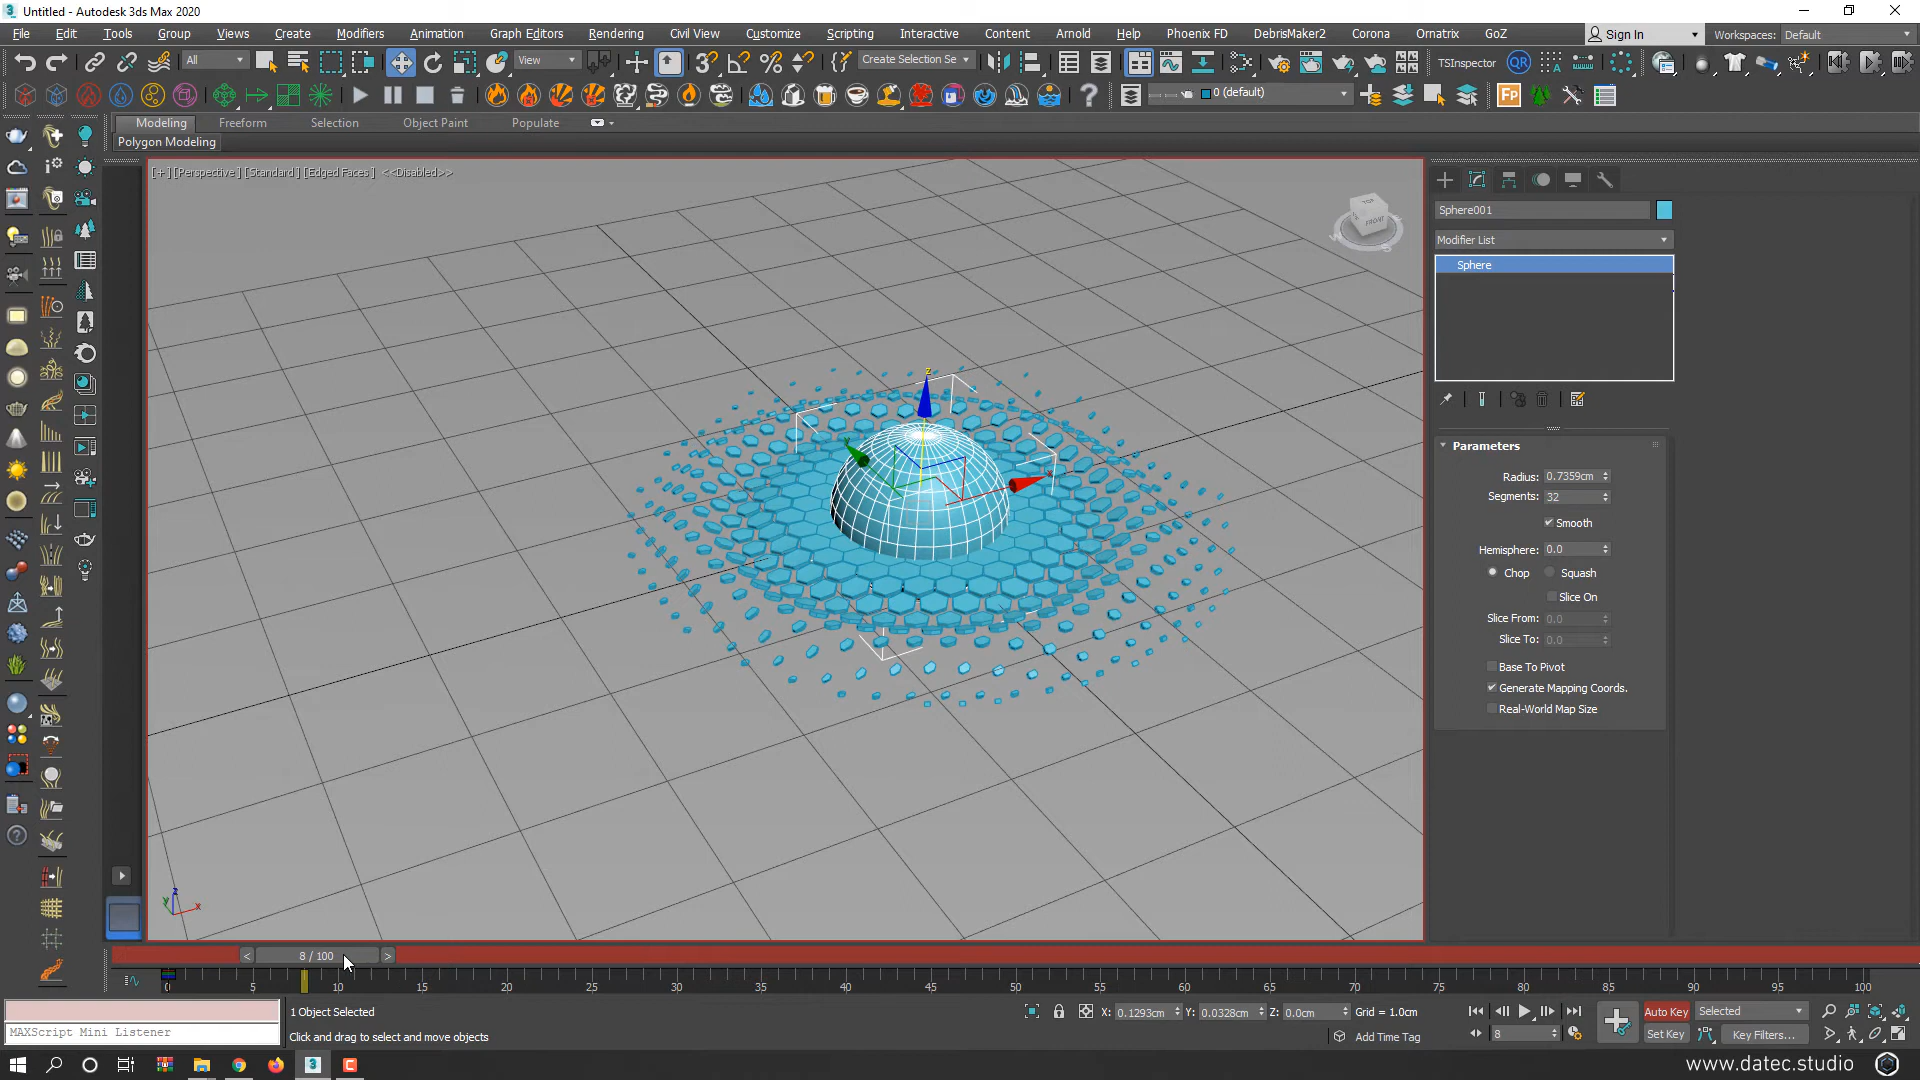 Untitled - Autodesk 3ds Max 2020
File Edit Tools Group Views Create Modifiers Animation Graph Editors Rendering Civil View Customize Scripting Interactive Content Arnold Help Phoenix FD DebrisMaker2 Corona Ornatrix GoZ Sign In Workspaces: Default
All View Create Selection Se TSInspector QR
0 (default) Fp
Modeling Freeform Selection Object Paint Populate
Polygon Modeling
[+] [Perspective] [Standard] [Edged Faces] <<Disabled>>
TOP
FRONT
Sphere001
Modifier List
Sphere
Parameters
Radius: 0.7359cm
Segments: 32
Smooth
Hemisphere: 0.0
Chop Squash
Slice On
Slice From: 0.0
Slice To: 0.0
Base To Pivot
Generate Mapping Coords.
Real-World Map Size
z
y
x
z
y
x
< 8 / 100 >
0 5 10 15 20 25 30 35 40 45 50 55 60 65 70 75 80 85 90 95 100
1 Object Selected X: 0.1293cm Y: 0.0328cm Z: 0.0cm Grid = 1.0cm Auto Key Selected
MAXScript Mini Listener Click and drag to select and move objects Add Time Tag 8 Set Key Key Filters...
www.datec.studio